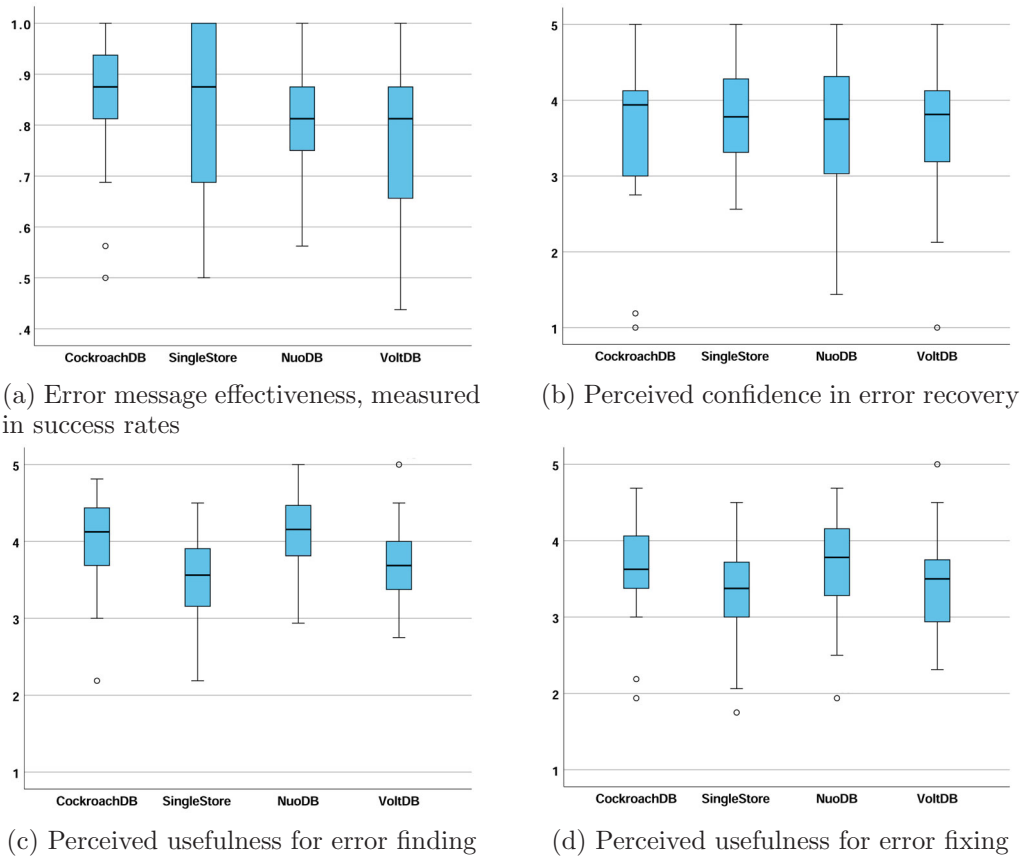 1.0
.9
.8
.7
.6
.5
.4
CockroachDB SingleStore NuoDB VoltDB
(a) Error message effectiveness, measured
in success rates
5
4
3
2
1
CockroachDB SingleStore NuoDB VoltDB
(b) Perceived confidence in error recovery
5
4
3
2
1
CockroachDB SingleStore NuoDB VoltDB
(c) Perceived usefulness for error finding
5
4
3
2
1
CockroachDB SingleStore NuoDB VoltDB
(d) Perceived usefulness for error fixing